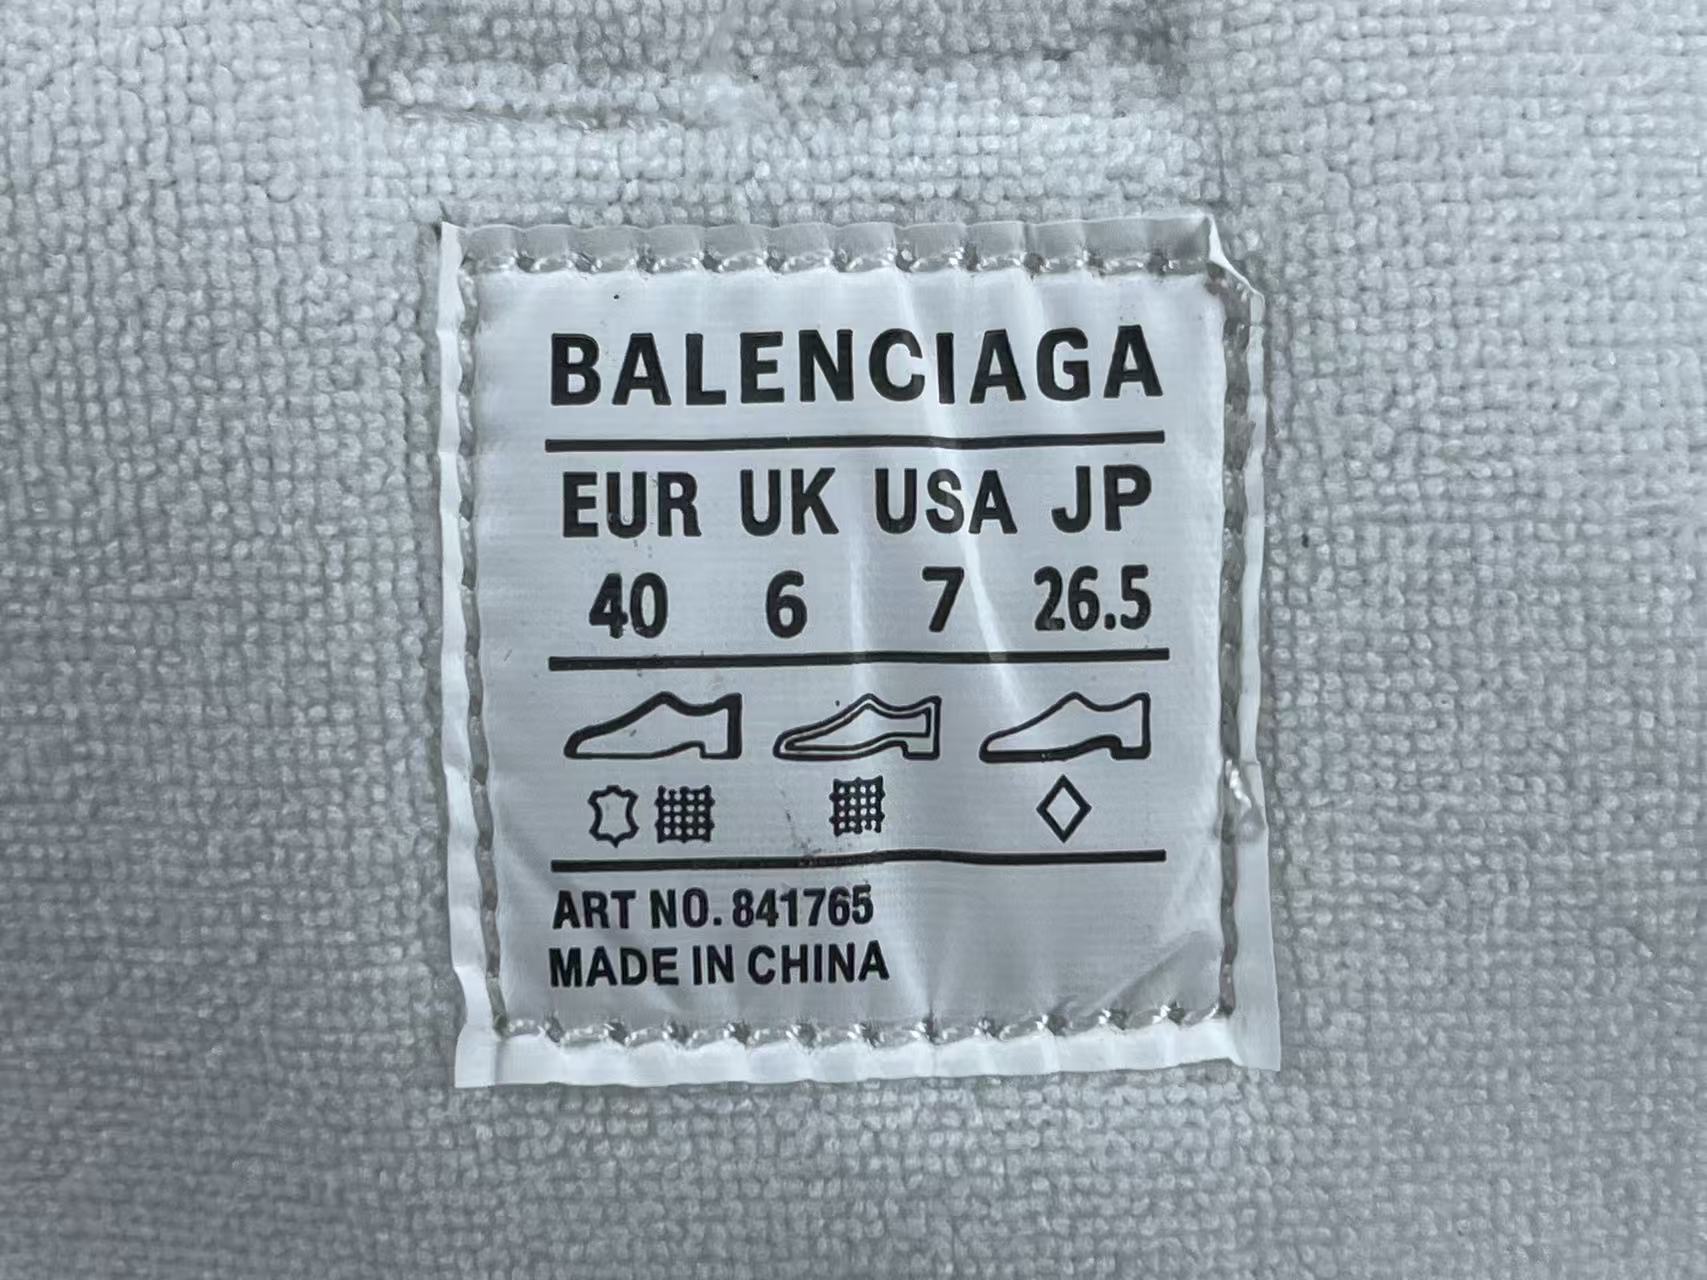 BALENCIAGA
EUR UK USA JP
40 6 7 26.5
ART NO. 841765
MADE IN CHINA